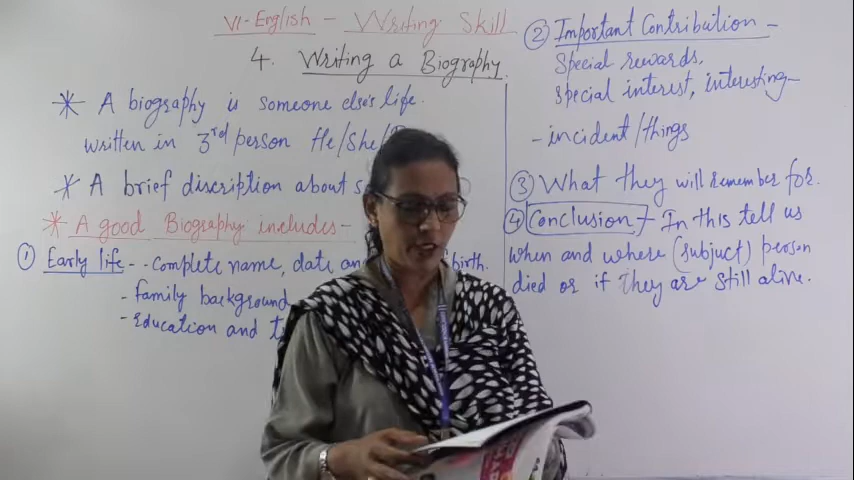 VI-English - Writing Skill
4. Writing a Biography
* A biography is someone else's life.
written in 3rd person He/She/
* A brief discription about
* A good Biography includes-
① Early life - - complete name, date birth.
- family background
- Education and
② Important Contribution -
Special rewards,
special interest, interesting-
- incident/things
③ What they will remember for.
④ Conclusion - In this tell us
when and where (subject) person
died or if they are still alive.